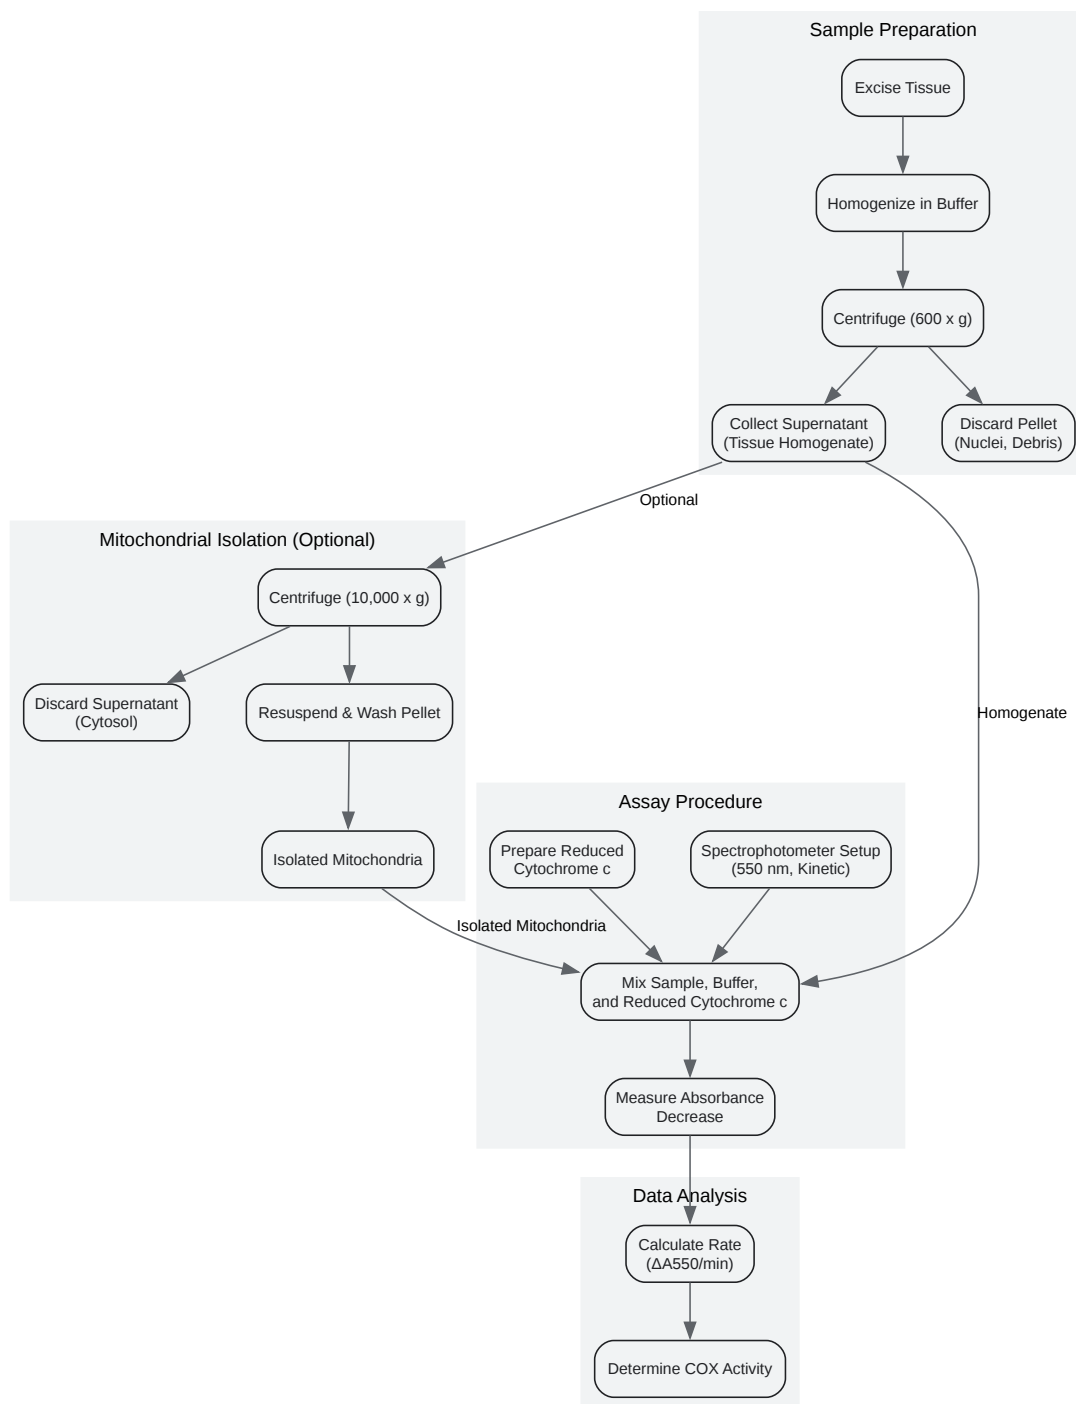 Sample Preparation
Excise Tissue
Homogenize in Buffer
Centrifuge (600 x g)
Collect Supernatant
(Tissue Homogenate)
Discard Pellet
(Nuclei, Debris)
Optional
Mitochondrial Isolation (Optional)
Centrifuge (10,000 x g)
Discard Supernatant
(Cytosol)
Resuspend & Wash Pellet
Homogenate
Isolated Mitochondria
Assay Procedure
Prepare Reduced
Cytochrome c
Spectrophotometer Setup
(550 nm, Kinetic)
Isolated Mitochondria
Mix Sample, Buffer,
and Reduced Cytochrome c
Measure Absorbance
Decrease
Data Analysis
Calculate Rate
(ΔA550/min)
Determine COX Activity